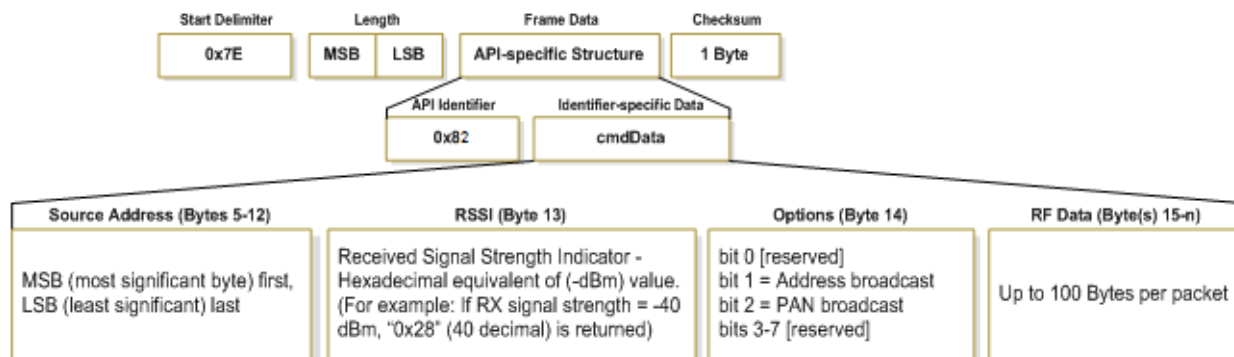 Start Delimiter Length Frame Data Checksum
0x7E MSB LSB API-specific Structure 1 Byte
API Identifier Identifier-specific Data
0x82 cmdData
Source Address (Bytes 5-12)
MSB (most significant byte) first,
LSB (least significant) last
RSSI (Byte 13)
Received Signal Strength Indicator -
Hexadecimal equivalent of (-dBm) value.
(For example: If RX signal strength = -40
dBm, "0x28" (40 decimal) is returned)
Options (Byte 14)
bit 0 [reserved]
bit 1 = Address broadcast
bit 2 = PAN broadcast
bits 3-7 [reserved]
RF Data (Byte(s) 15-n)
Up to 100 Bytes per packet